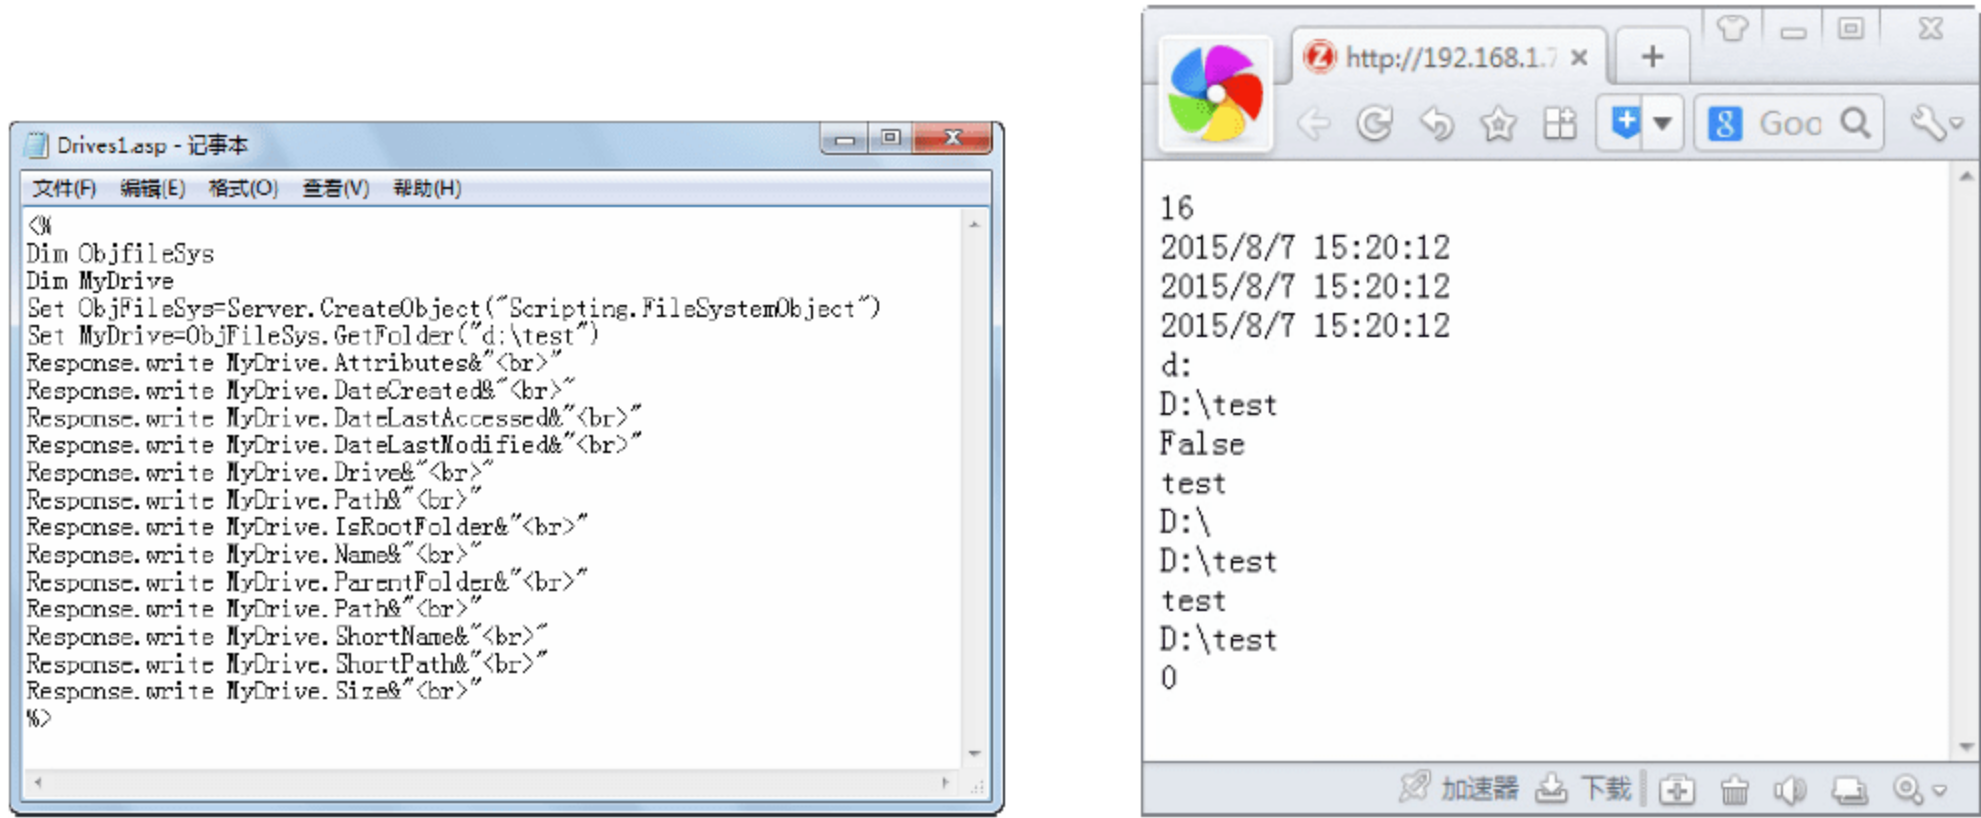 Drives1.asp - 记事本
文件(F) 编辑(E) 格式(O) 查看(V) 帮助(H)
<%
Dim ObjfileSys
Dim MyDrive
Set ObjFileSys=Server.CreateObject("Scripting.FileSystemObject")
Set MyDrive=ObjFileSys.GetFolder("d:\test")
Response.write MyDrive.Attributes&"<br>"
Response.write MyDrive.DateCreated&"<br>"
Response.write MyDrive.DateLastAccessed&"<br>"
Response.write MyDrive.DateLastModified&"<br>"
Response.write MyDrive.Drive&"<br>"
Response.write MyDrive.Path&"<br>"
Response.write MyDrive.IsRootFolder&"<br>"
Response.write MyDrive.Name&"<br>"
Response.write MyDrive.ParentFolder&"<br>"
Response.write MyDrive.Path&"<br>"
Response.write MyDrive.ShortName&"<br>"
Response.write MyDrive.ShortPath&"<br>"
Response.write MyDrive.Size&"<br>"
%>
http://192.168.1.7
8 Goo
16
2015/8/7 15:20:12
2015/8/7 15:20:12
2015/8/7 15:20:12
d:
D:\test
False
test
D:\
D:\test
test
D:\test
0
加速器 下载